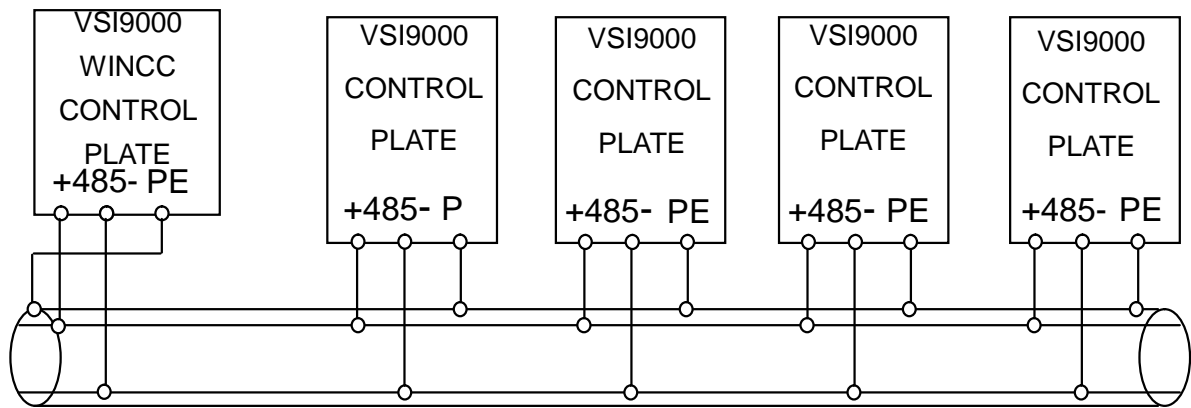 VSI9000
WINCC
CONTROL
PLATE
+485- PE
VSI9000
CONTROL
PLATE
+485- P
VSI9000
CONTROL
PLATE
+485- PE
VSI9000
CONTROL
PLATE
+485- PE
VSI9000
CONTROL
PLATE
+485- PE